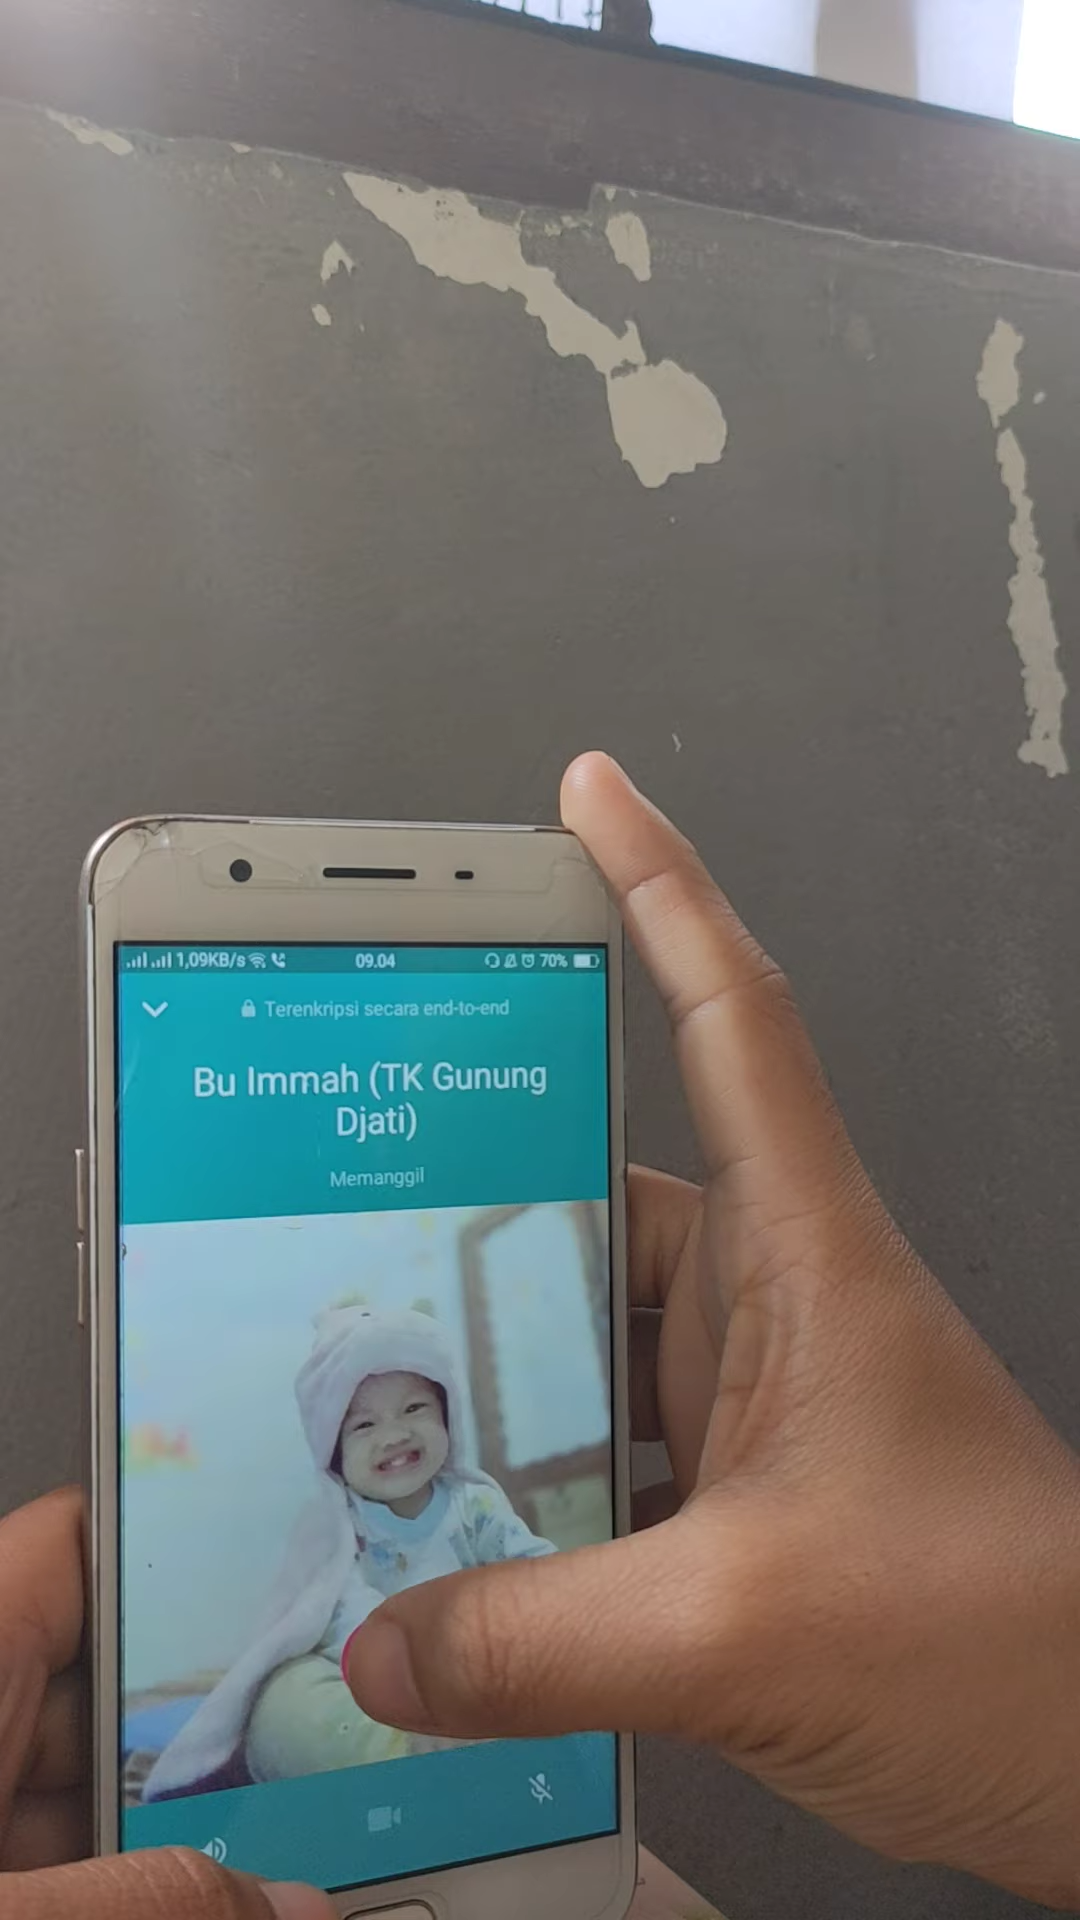 1,09KB/s 09.04 70%
Terenkripsi secara end-to-end
Bu Immah (TK Gunung
Djati)
Memanggil